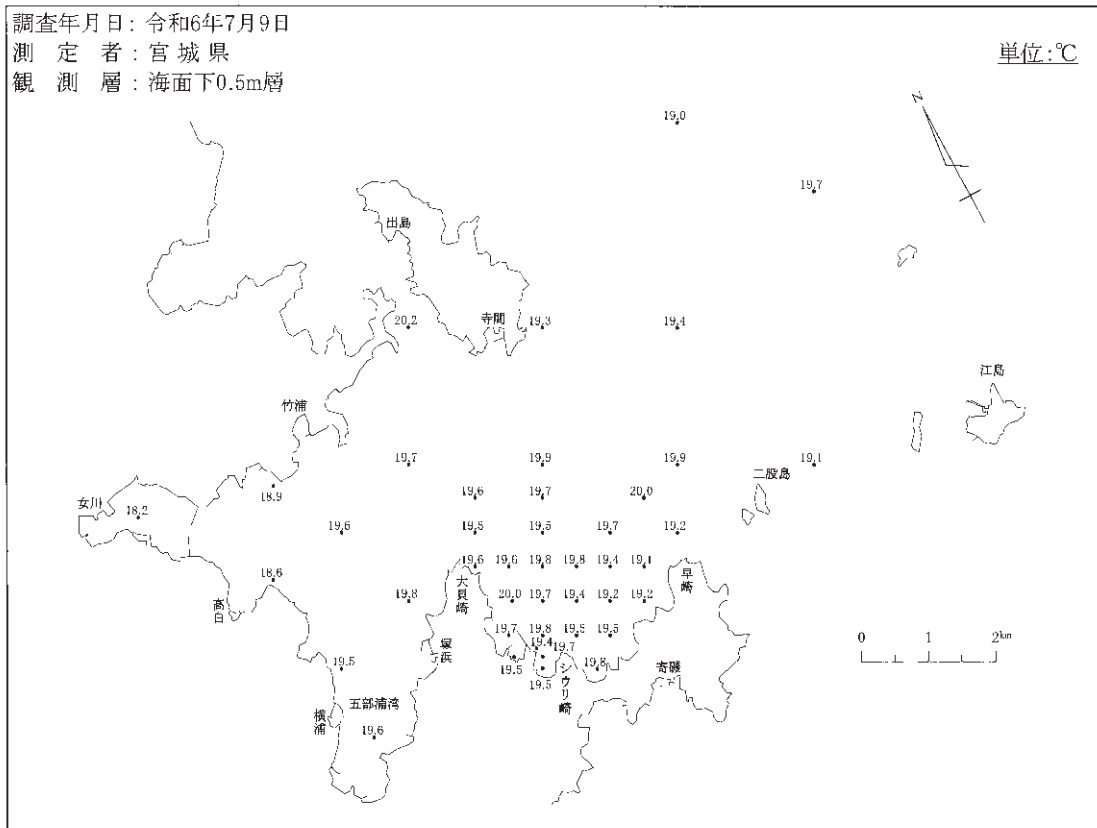 調査年月日：令和6年7月9日
測定者：宮城県
観測層：海面下0.5m層
単位：℃
N
19.0
19.7
出島
寺間
20.2
19.3
19.4
江島
竹浦
19.7
19.9
19.9
19.1
二股島
女川
18.2
18.9
19.6
19.7
20.0
19.6
19.5
19.5
19.7
19.2
19.6
19.6
19.8
19.8
19.4
19.1
早崎
18.6
高白
19.8
大貝崎
20.0
19.7
19.4
19.2
19.2
19.7
19.8
19.5
19.5
塚浜
19.4
19.7
19.5
19.5
シウリ崎
19.8
寄磯
0 1 2km
19.5
横浦
五部浦湾
19.6